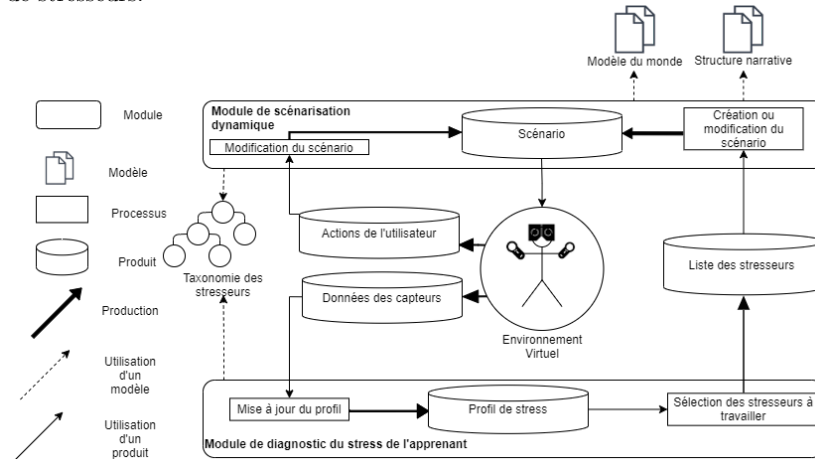 de stresseurs.
Modèle du monde
Structure narrative
Module
Modèle
Processus
Produit
Production
Utilisation
d'un
modèle
Utilisation
d'un
produit
Module de scénarisation
dynamique
Modification du scénario
Scénario
Création ou
modification du
scénario
Taxonomie des
stresseurs
Actions de l'utilisateur
Données des capteurs
Environnement
Virtuel
Liste des stresseurs
Mise à jour du profil
Profil de stress
Sélection des stresseurs à
travailler
Module de diagnostic du stress de l'apprenant